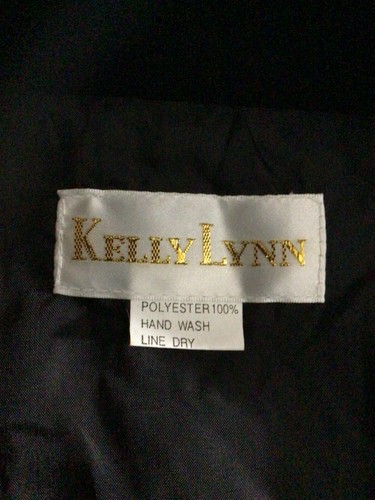 KELLY LYNN
POLYESTER100%
HAND WASH
LINE DRY